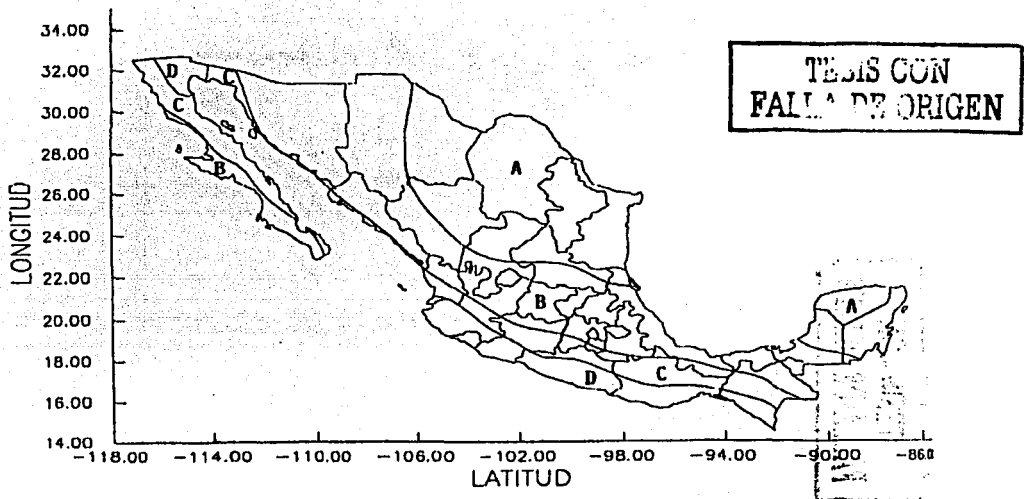 34.00
32.00
30.00
28.00
26.00
24.00
22.00
20.00
18.00
16.00
14.00
LONGITUD
D
C
C
B
A
B
A
C
D
TESIS CON
FALLA DE ORIGEN
-118.00
-114.00
-110.00
-106.00
-102.00
-98.00
-94.00
-90.00
LATITUD